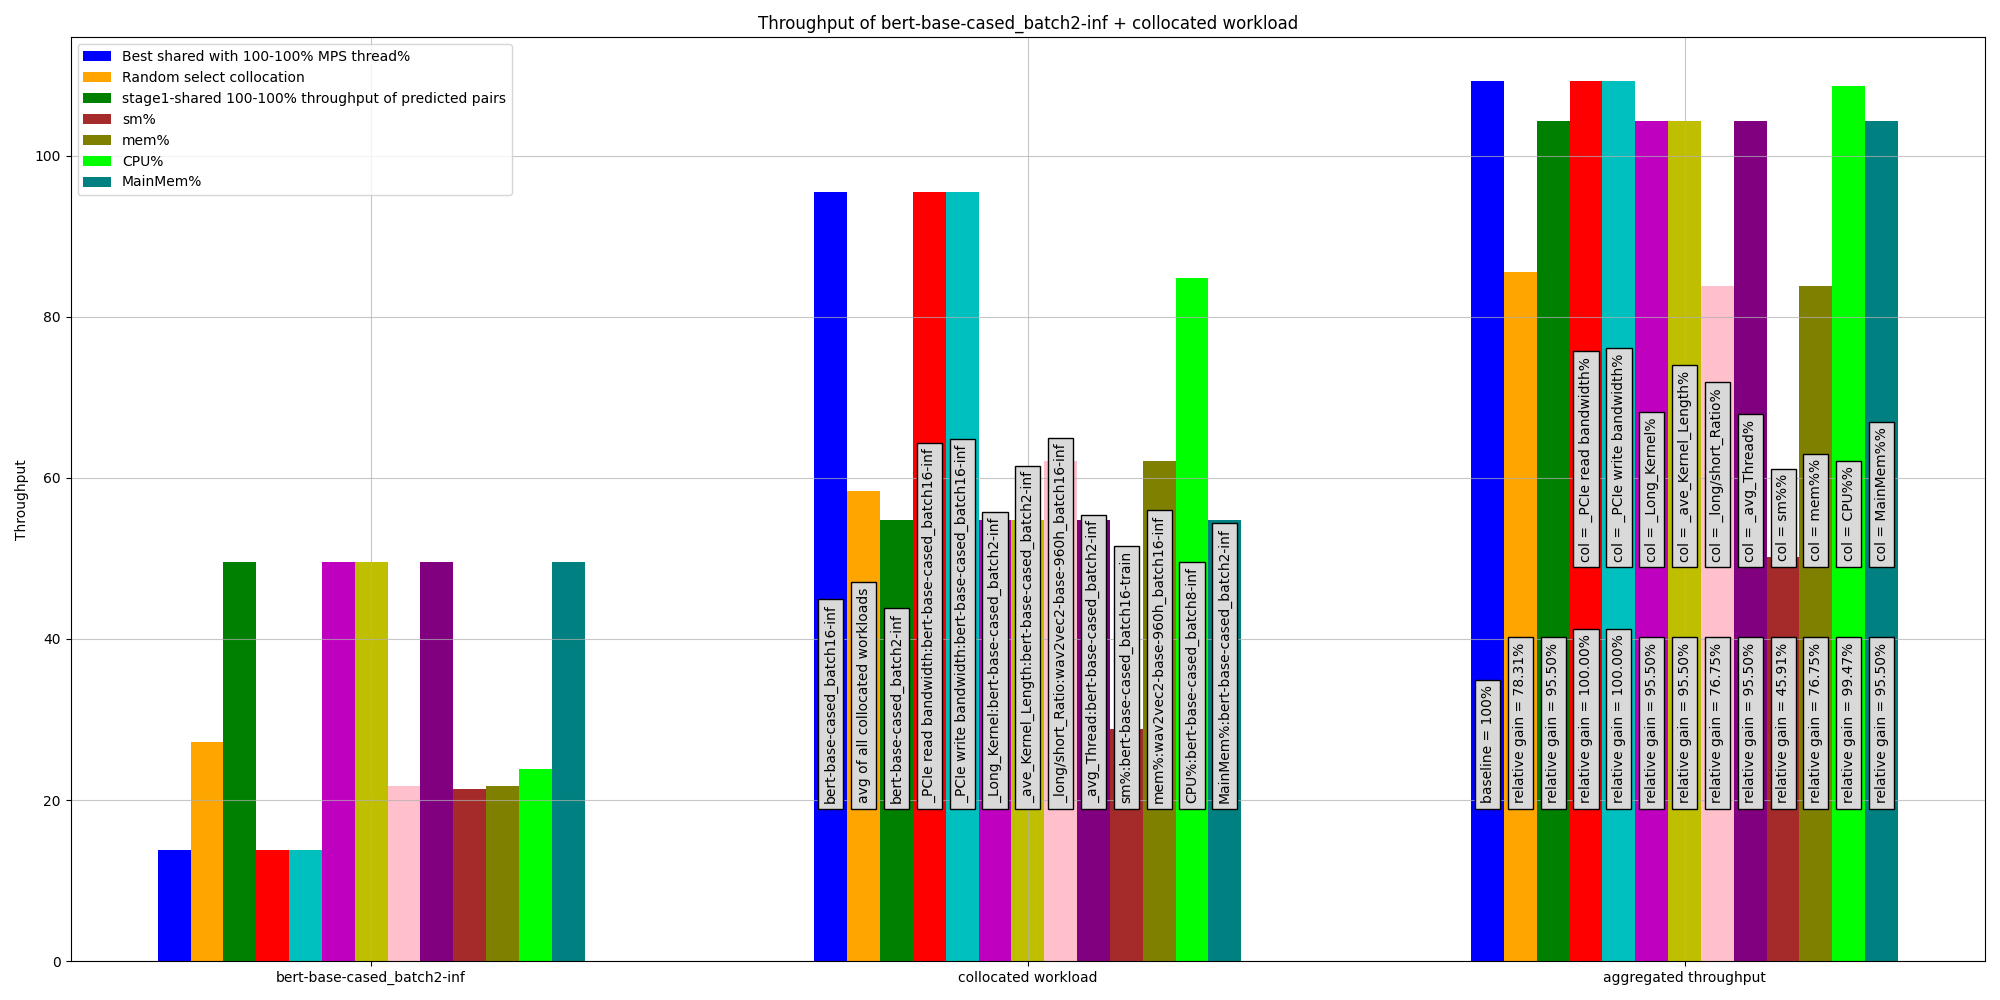 Throughput of bert-base-cased_batch2-inf + collocated workload
Best shared with 100-100% MPS thread%
Random select collocation
stage1-shared 100-100% throughput of predicted pairs
sm%
mem%
CPU%
MainMem%
Throughput
100
80
60
40
20
0
bert-base-cased_batch16-inf
avg of all collocated workloads
bert-base-cased_batch2-inf
_PCIe read bandwidth:bert-base-cased_batch16-inf
_PCIe write bandwidth:bert-base-cased_batch16-inf
_Long_Kernel:bert-base-cased_batch2-inf
_ave_Kernel_Length:bert-base-cased_batch2-inf
_long/short_Ratio:wav2vec2-base-960h_batch16-inf
_avg_Thread:bert-base-cased_batch2-inf
sm%:bert-base-cased_batch16-train
mem%:wav2vec2-base-960h_batch16-inf
CPU%:bert-base-cased_batch8-inf
MainMem%:bert-base-cased_batch2-inf
col = _PCIe read bandwidth%
col = _PCIe write bandwidth%
col = _Long_Kernel%
col = _ave_Kernel_Length%
col = _long/short_Ratio%
col = _avg_Thread%
col = sm%%
col = mem%%
col = CPU%%
col = MainMem%%
baseline = 100%
relative gain = 78.31%
relative gain = 95.50%
relative gain = 100.00%
relative gain = 100.00%
relative gain = 95.50%
relative gain = 95.50%
relative gain = 76.75%
relative gain = 95.50%
relative gain = 45.91%
relative gain = 76.75%
relative gain = 99.47%
relative gain = 95.50%
bert-base-cased_batch2-inf
collocated workload
aggregated throughput